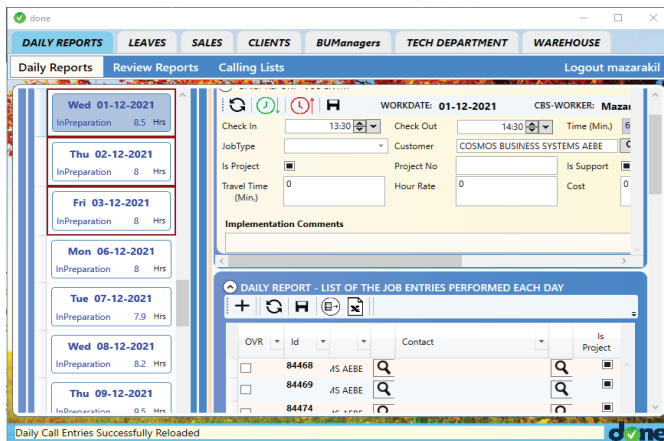 done
DAILY REPORTS LEAVES SALES CLIENTS BUManagers TECH DEPARTMENT WAREHOUSE
Daily Reports Review Reports Calling Lists Logout mazarakil
Wed 01-12-2021
InPreparation 8.5 Hrs
Thu 02-12-2021
InPreparation 8 Hrs
Fri 03-12-2021
InPreparation 8 Hrs
Mon 06-12-2021
InPreparation 8 Hrs
Tue 07-12-2021
InPreparation 7.9 Hrs
Wed 08-12-2021
InPreparation 8.2 Hrs
Thu 09-12-2021
InPreparation 9.5 Hrs
WORKDATE: 01-12-2021 CBS-WORKER: Mazar
Check In 13:30 Check Out 14:30 Time (Min.) 6
JobType Customer COSMOS BUSINESS SYSTEMS AEBE
Is Project Project No Is Support
Travel Time (Min.) 0 Hour Rate 0 Cost 0
Implementation Comments
DAILY REPORT - LIST OF THE JOB ENTRIES PERFORMED EACH DAY
OVR Id Contact Is Project
84468 MS AEBE
84469 MS AEBE
84474 MS AEBE
Daily Call Entries Successfully Reloaded
done